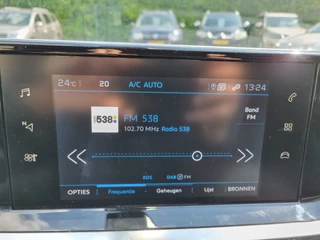 24°C 20 A/C AUTO 13:24
538 FM 538
102.70 MHz Radio 538
Band
FM
N
RDS DAB FM
OPTIES Frequentie Geheugen Lijst BRONNEN